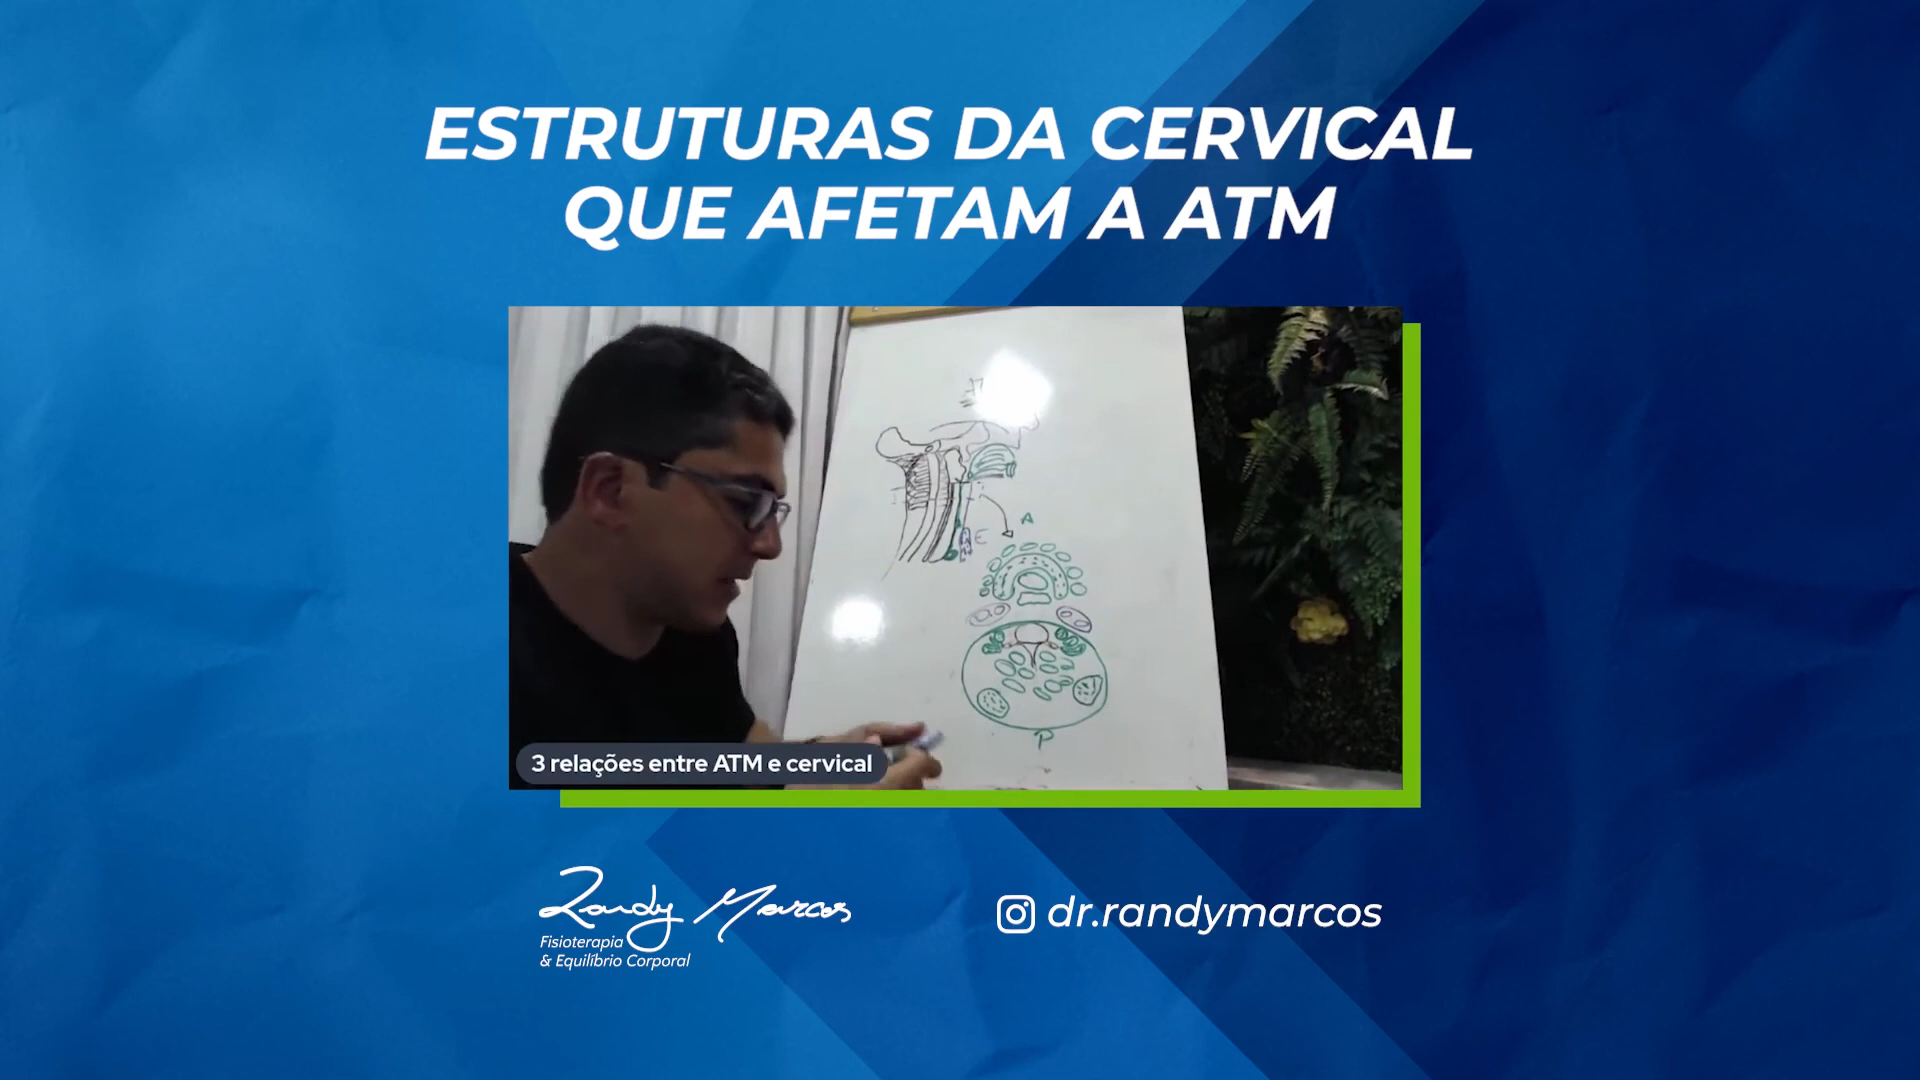 ESTRUTURAS DA CERVICAL
QUE AFETAM A ATM
A
E
P
3 relações entre ATM e cervical
Randy Marcos
Fisioterapia
& Equilíbrio Corporal
dr.randymarcos